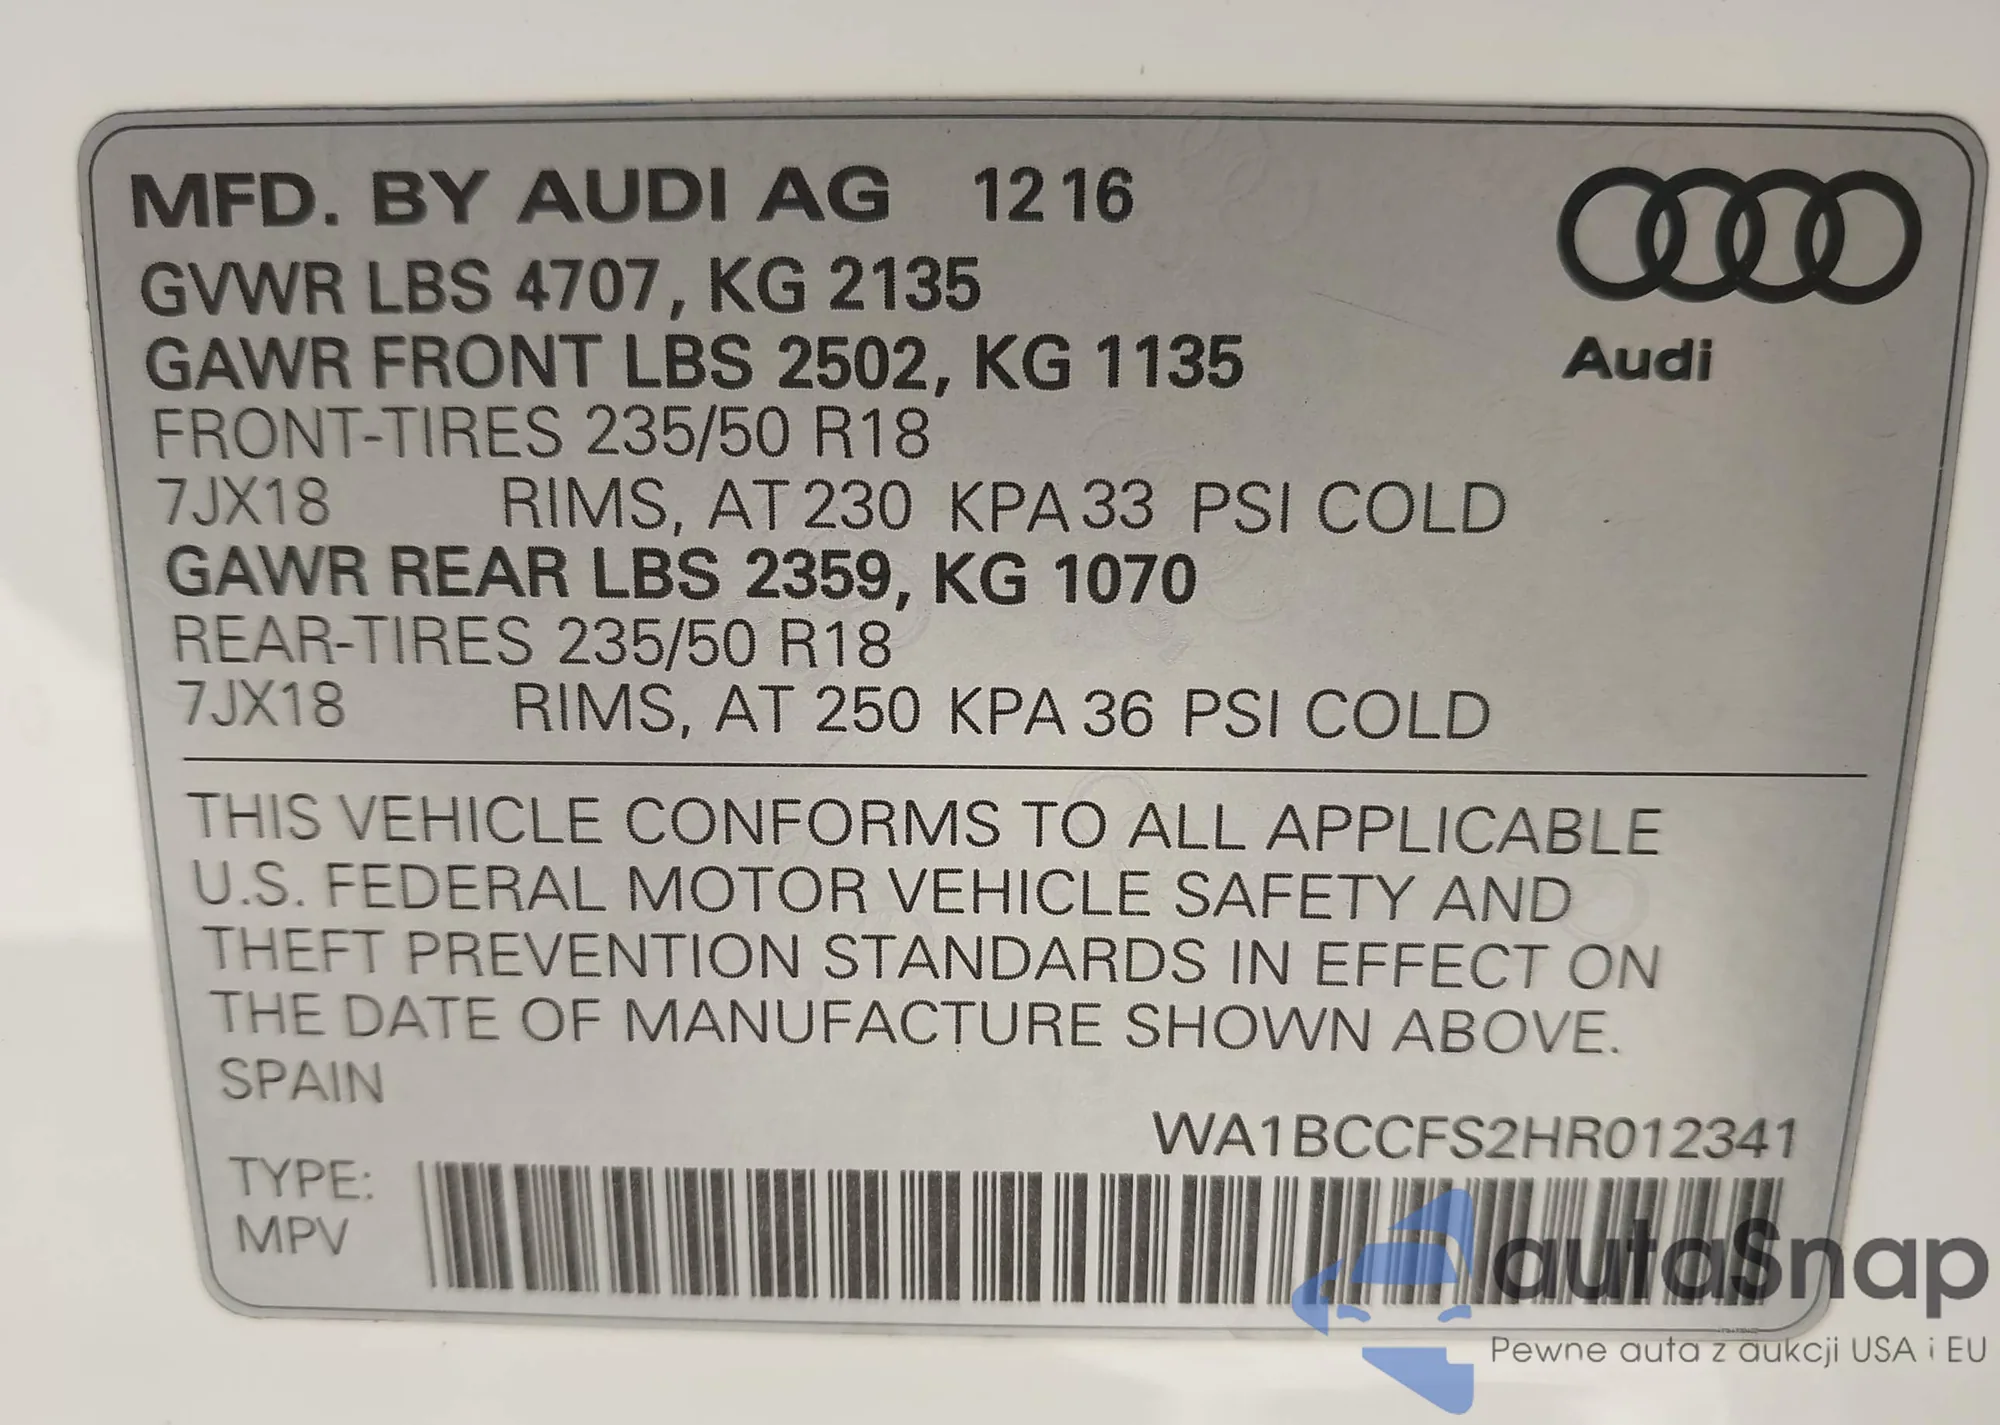 MFD. BY AUDI AG 12 16
GVWR LBS 4707, KG 2135
GAWR FRONT LBS 2502, KG 1135
FRONT-TIRES 235/50 R18
7JX18 RIMS, AT 230 KPA 33 PSI COLD
GAWR REAR LBS 2359, KG 1070
REAR-TIRES 235/50 R18
7JX18 RIMS, AT 250 KPA 36 PSI COLD
Audi
THIS VEHICLE CONFORMS TO ALL APPLICABLE
U.S. FEDERAL MOTOR VEHICLE SAFETY AND
THEFT PREVENTION STANDARDS IN EFFECT ON
THE DATE OF MANUFACTURE SHOWN ABOVE.
SPAIN
WA1BCCFS2HR012341
TYPE:
MPV
autaSnap
Pewne auta z aukcji USA i EU